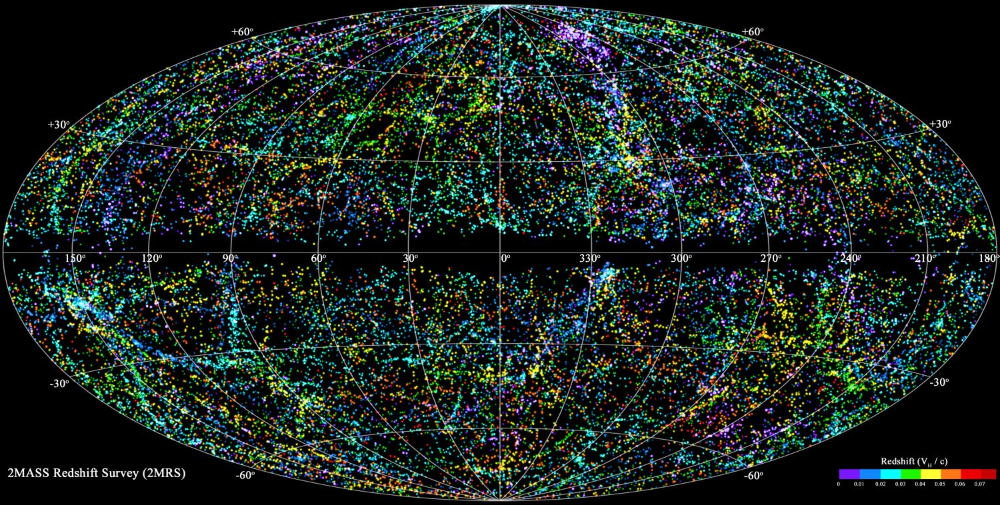 +60° +60°
+30° +30°
150° 120° 90° 60° 30° 0° 330° 300° 270° 240° 210° 180°
-30° -30°
-60° -60°
2MASS Redshift Survey (2MRS)
Redshift (V_H / c)
0 0.01 0.02 0.03 0.04 0.05 0.06 0.07